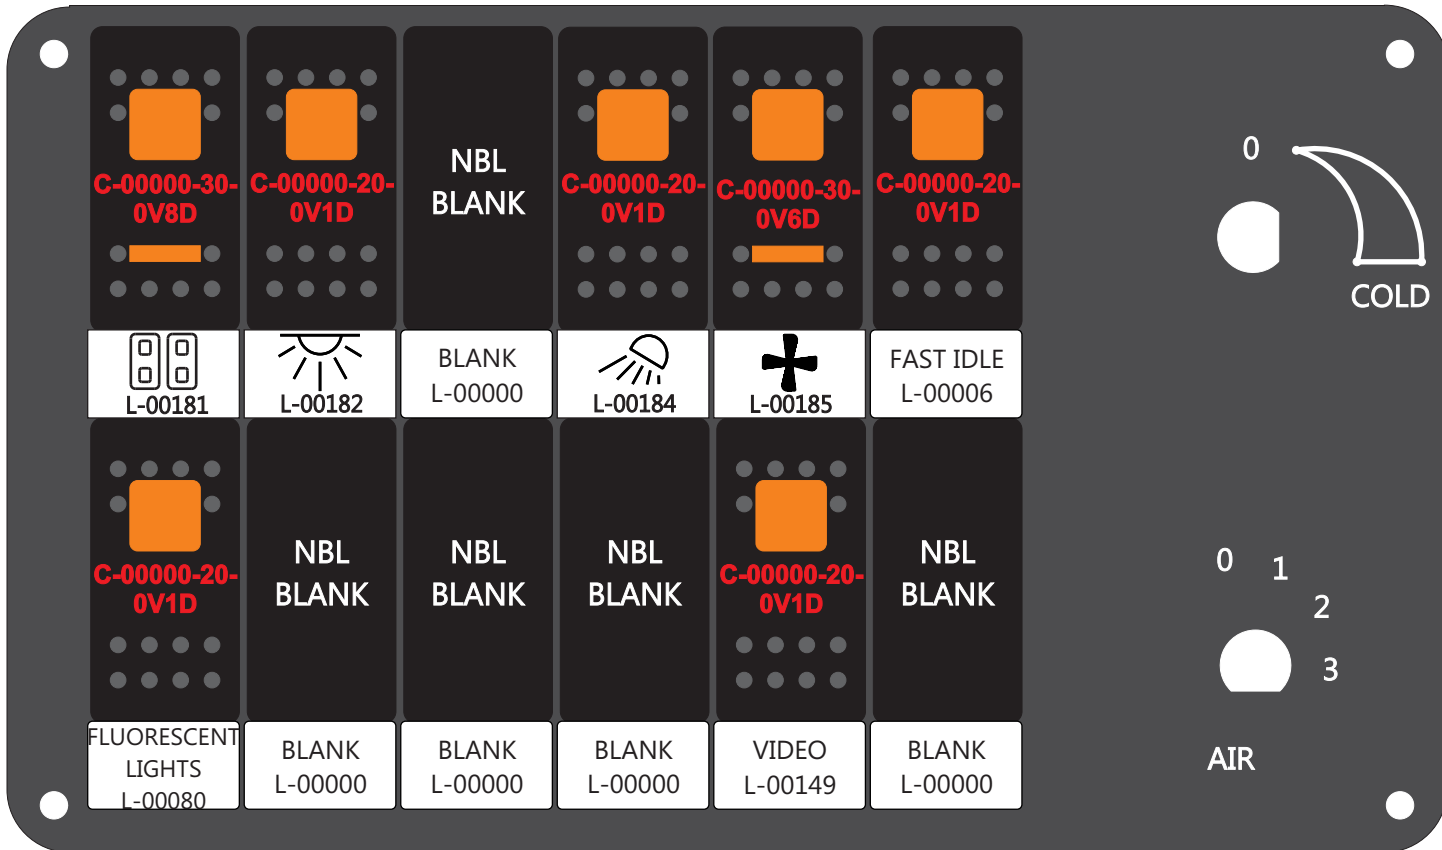 C-00000-30-
0V8D
C-00000-20-
0V1D
NBL
BLANK
C-00000-20-
0V1D
C-00000-30-
0V6D
C-00000-20-
0V1D
0
COLD
L-00181
L-00182
BLANK
L-00000
L-00184
L-00185
FAST IDLE
L-00006
C-00000-20-
0V1D
NBL
BLANK
NBL
BLANK
NBL
BLANK
C-00000-20-
0V1D
NBL
BLANK
0
1
2
3
AIR
FLUORESCENT
LIGHTS
L-00080
BLANK
L-00000
BLANK
L-00000
BLANK
L-00000
VIDEO
L-00149
BLANK
L-00000